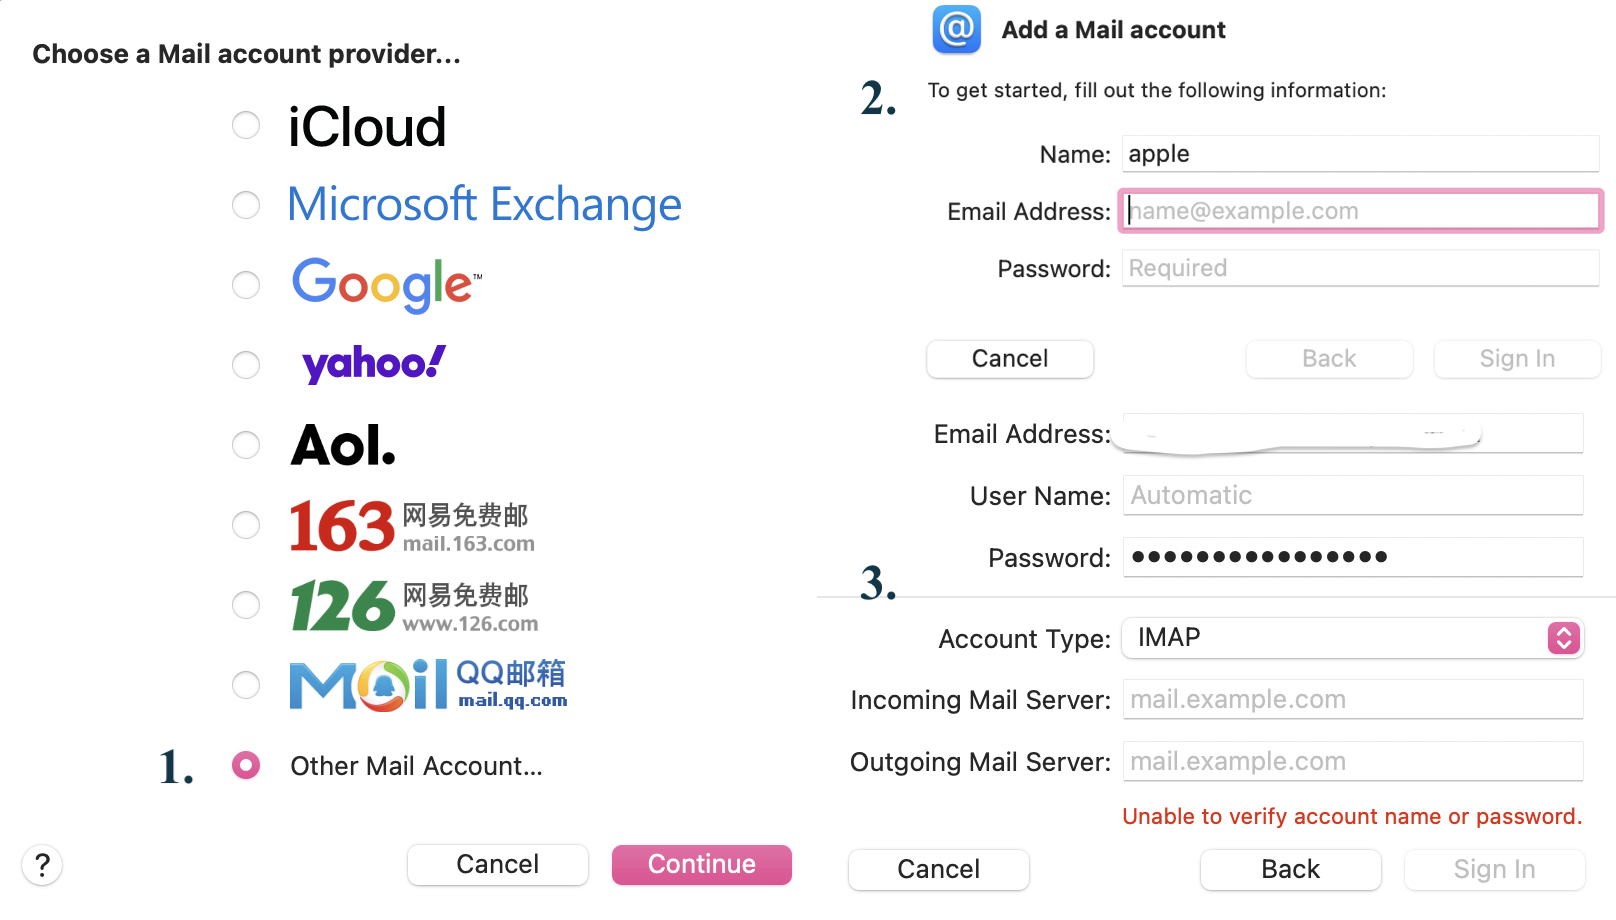 Choose a Mail account provider...
iCloud
Microsoft Exchange
Google™
yahoo!
Aol.
163 网易免费邮
mail.163.com
126 网易免费邮
www.126.com
Mail QQ邮箱
mail.qq.com
1. Other Mail Account...
? Cancel Continue
@ Add a Mail account
2. To get started, fill out the following information:
Name: apple
Email Address: name@example.com
Password: Required
Cancel Back Sign In
Email Address:
User Name: Automatic
Password: ●●●●●●●●●●●●●●●●
3.
Account Type: IMAP
Incoming Mail Server: mail.example.com
Outgoing Mail Server: mail.example.com
Unable to verify account name or password.
Cancel Back Sign In